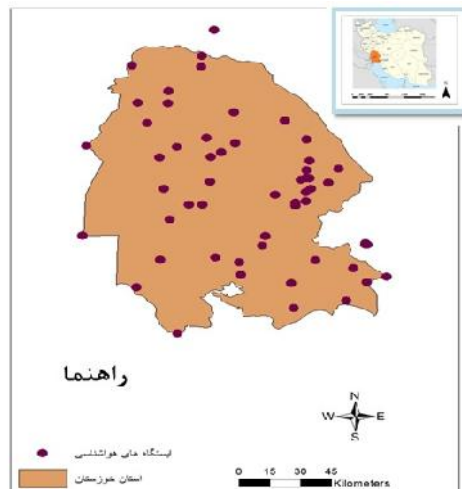 راهنما
N
W E
S
ایستگاه های هواشناسی
استان خوزستان
0 15 30 45
Kilometers